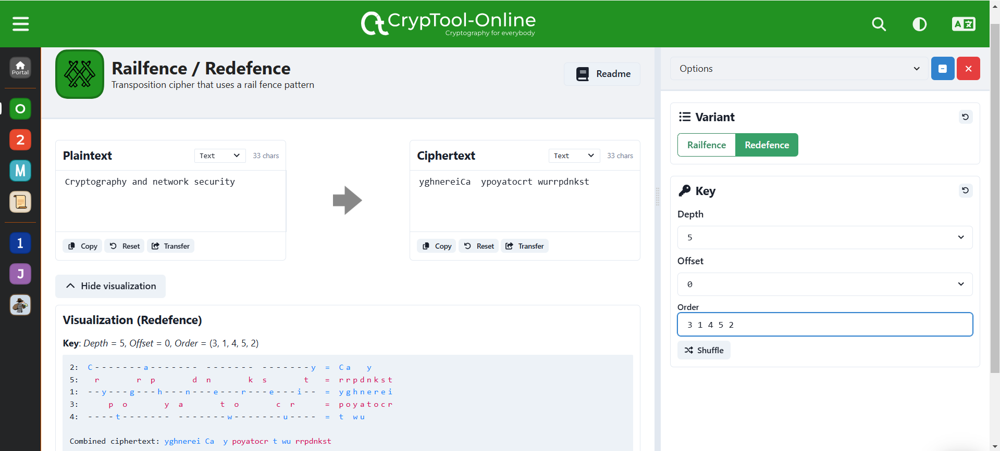 CrypTool-Online
Cryptography for everybody
A 文
Portal
O
2
M
1
J
Railfence / Redefence
Transposition cipher that uses a rail fence pattern
Readme
Plaintext
Text
33 chars
Cryptography and network security
Copy
Reset
Transfer
Ciphertext
Text
33 chars
yghnereiCa  ypoyatocrt wurrpdnkst
Copy
Reset
Transfer
Hide visualization
Visualization (Redefence)
Key: Depth = 5, Offset = 0, Order = (3, 1, 4, 5, 2)
2: C-------a------- ------- -------y = Ca  y
5: r r p d n k s t = rrpdnkst
1: --y---g---h---n---e---r---e---i-- = yghnerei
3: p o y a t o c r = poyatocr
4: ----t------- -------w-------u---- = t wu
Combined ciphertext: yghnerei Ca  y poyatocr t wu rrpdnkst
Options
Variant
Railfence
Redefence
Key
Depth
5
Offset
0
Order
3 1 4 5 2
Shuffle